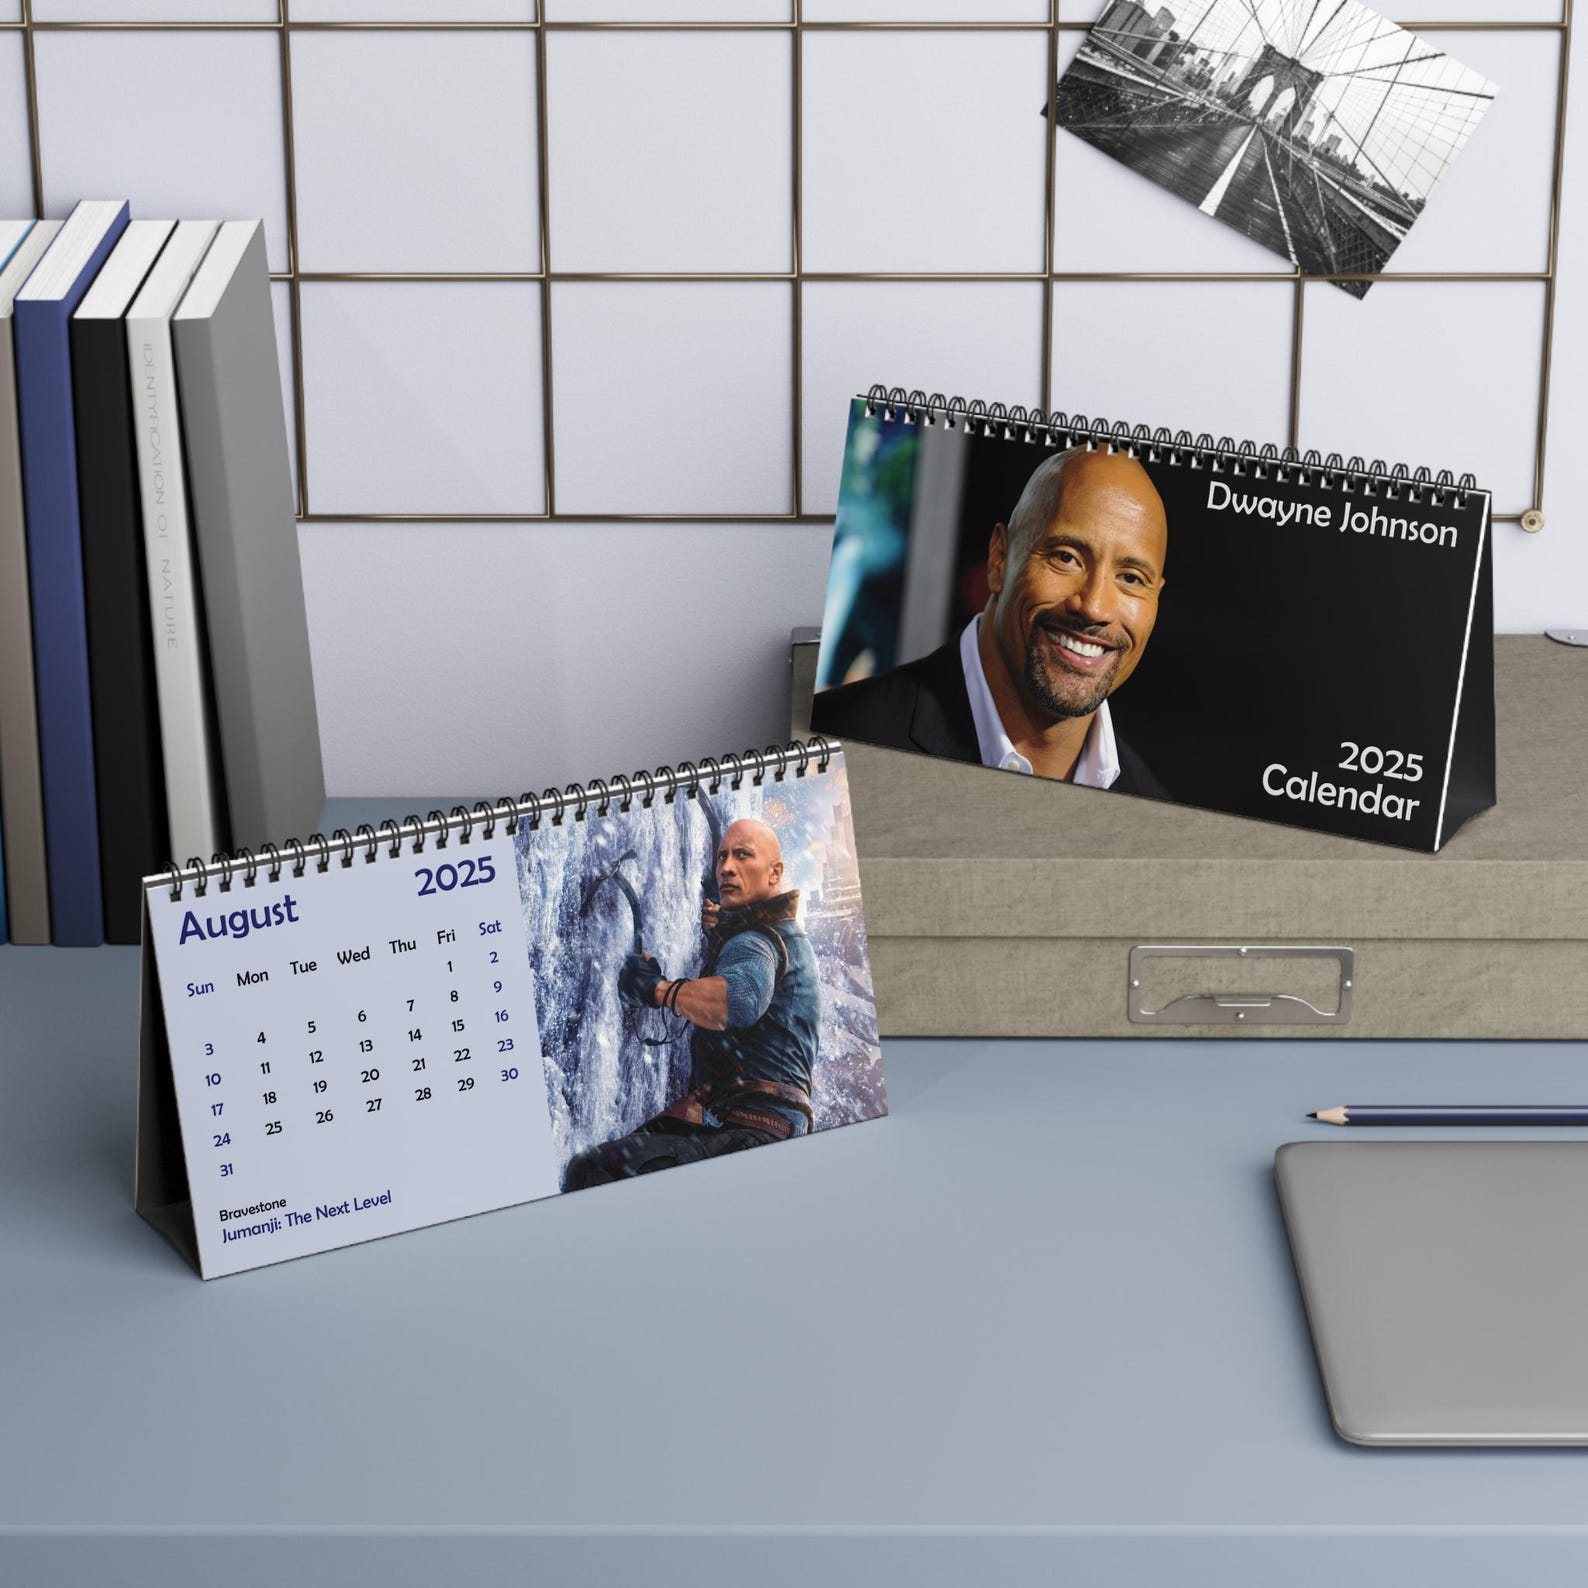 IDENTYFICATION OF NATURE
Dwayne Johnson
2025
Calendar
August 2025
Sun Mon Tue Wed Thu Fri Sat
1 2
3 4 5 6 7 8 9
10 11 12 13 14 15 16
17 18 19 20 21 22 23
24 25 26 27 28 29 30
31
Bravestone
Jumanji: The Next Level